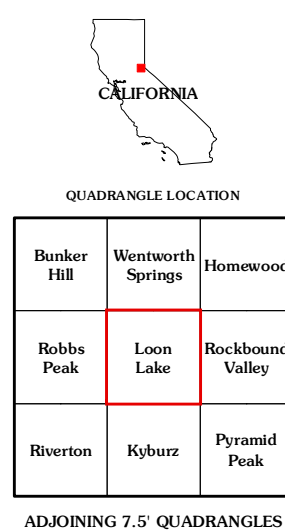 CALIFORNIA
QUADRANGLE LOCATION
Bunker
Hill
Wentworth
Springs
Homewood
Robbs
Peak
Loon
Lake
Rockbound
Valley
Riverton
Kyburz
Pyramid
Peak
ADJOINING 7.5' QUADRANGLES